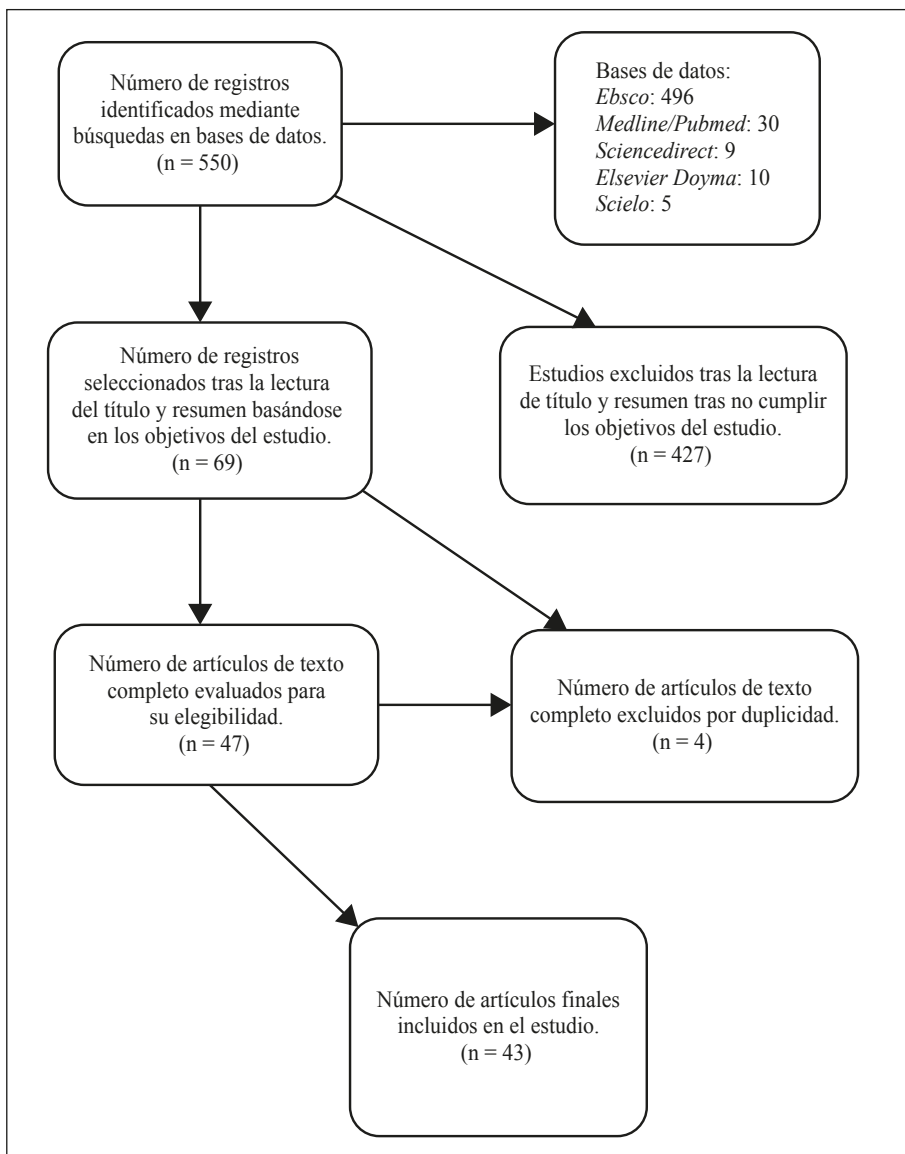 Número de registros
identificados mediante
búsquedas en bases de datos.
(n = 550)
Bases de datos:
Ebsco: 496
Medline/Pubmed: 30
Sciencedirect: 9
Elsevier Doyma: 10
Scielo: 5
Número de registros
seleccionados tras la lectura
del título y resumen basándose
en los objetivos del estudio.
(n = 69)
Estudios excluidos tras la lectura
de título y resumen tras no cumplir
los objetivos del estudio.
(n = 427)
Número de artículos de texto
completo evaluados para
su elegibilidad.
(n = 47)
Número de artículos de texto
completo excluidos por duplicidad.
(n = 4)
Número de artículos finales
incluidos en el estudio.
(n = 43)